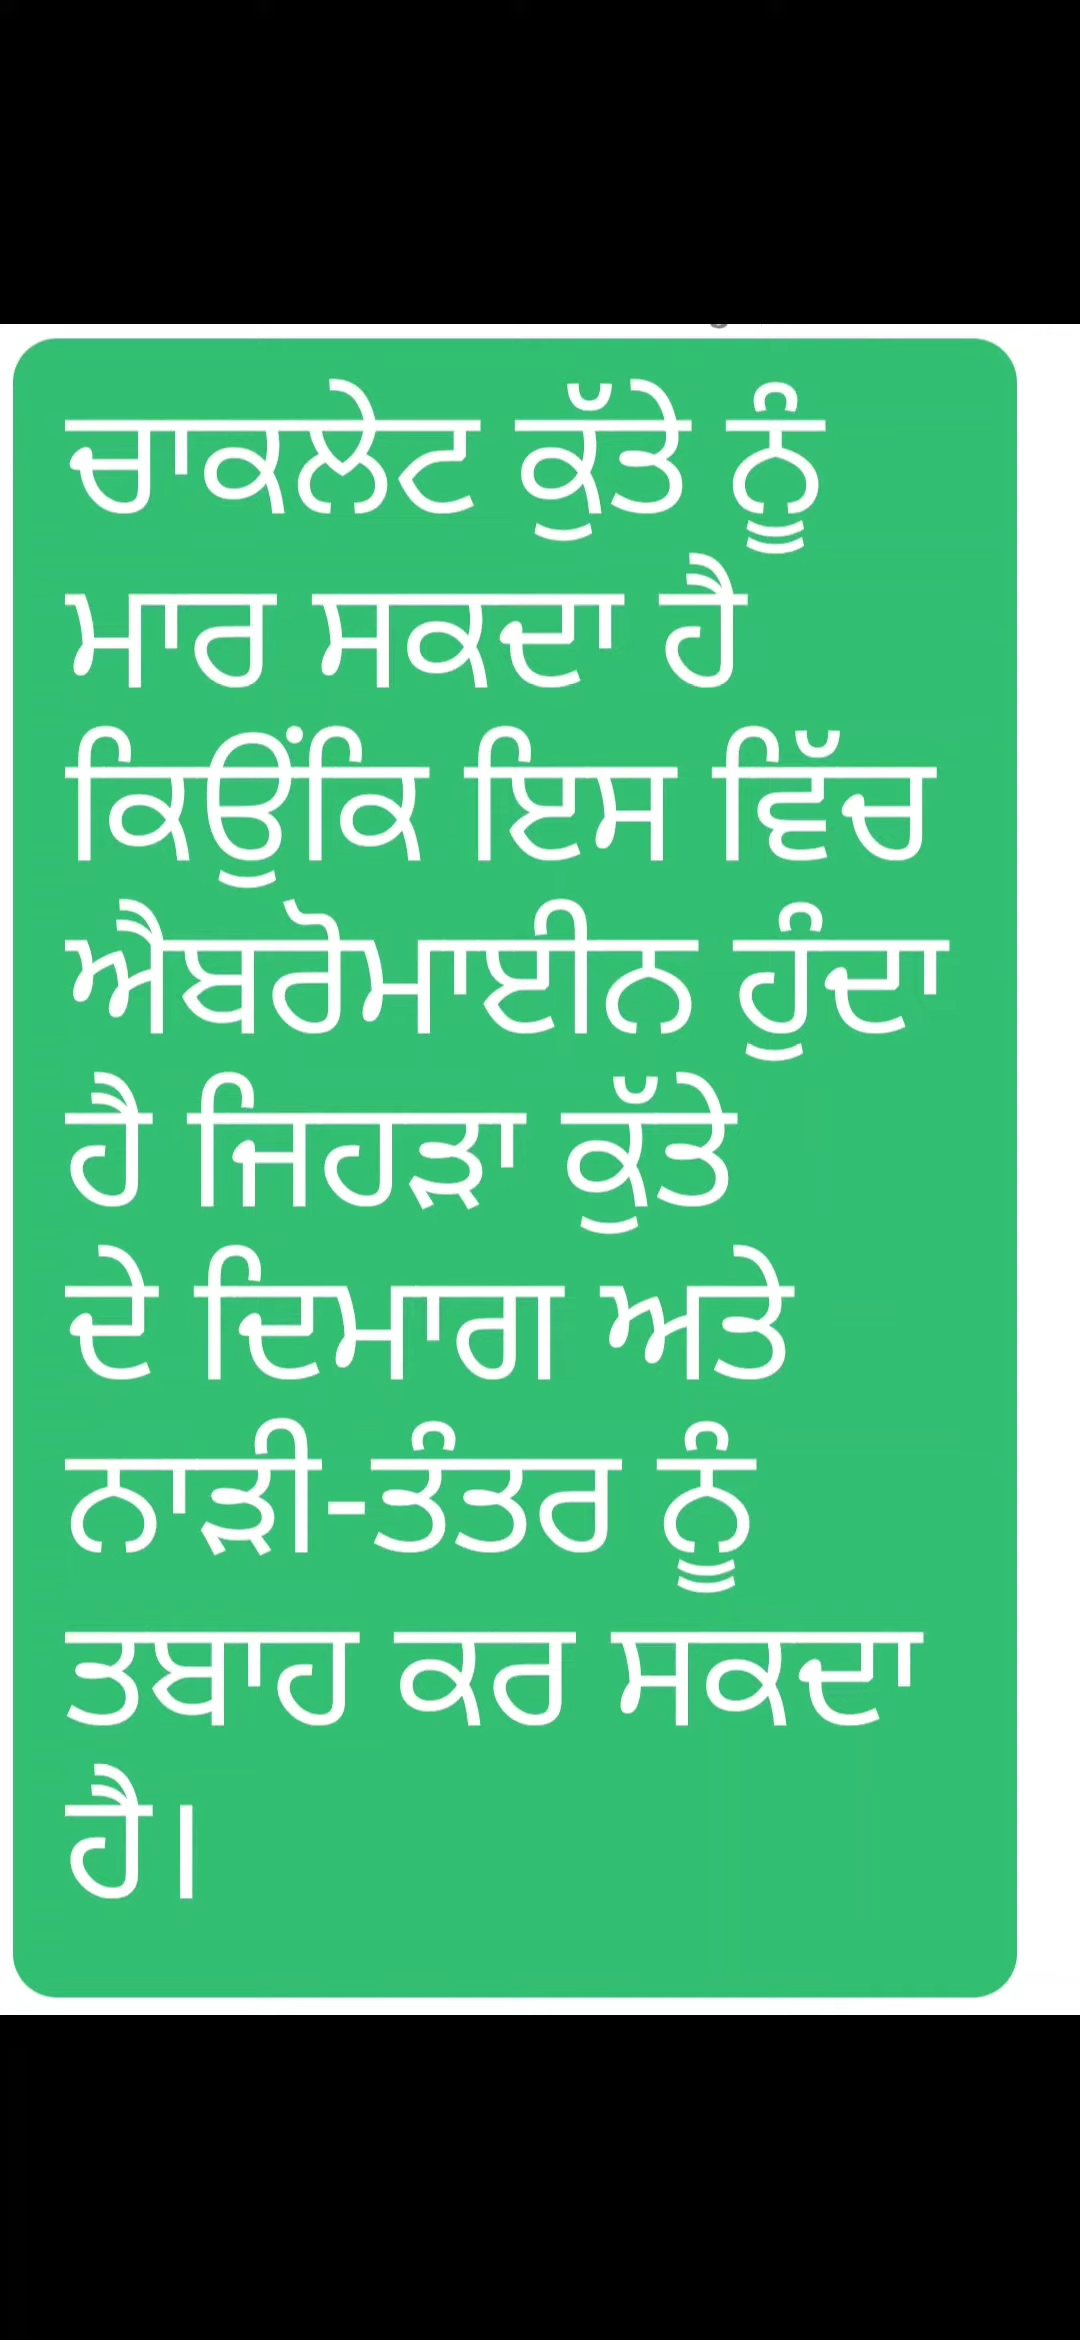 ਚਾਕਲੇਟ ਕੁੱਤੇ ਨੂੰ
ਮਾਰ ਸਕਦਾ ਹੈ
ਕਿਉਂਕਿ ਇਸ ਵਿੱਚ
ਐਬਰੋਮਾਈਨ ਹੁੰਦਾ
ਹੈ ਜਿਹੜਾ ਕੁੱਤੇ
ਦੇ ਦਿਮਾਗ ਅਤੇ
ਨਾੜੀ-ਤੰਤਰ ਨੂੰ
ਤਬਾਹ ਕਰ ਸਕਦਾ
ਹੈ।